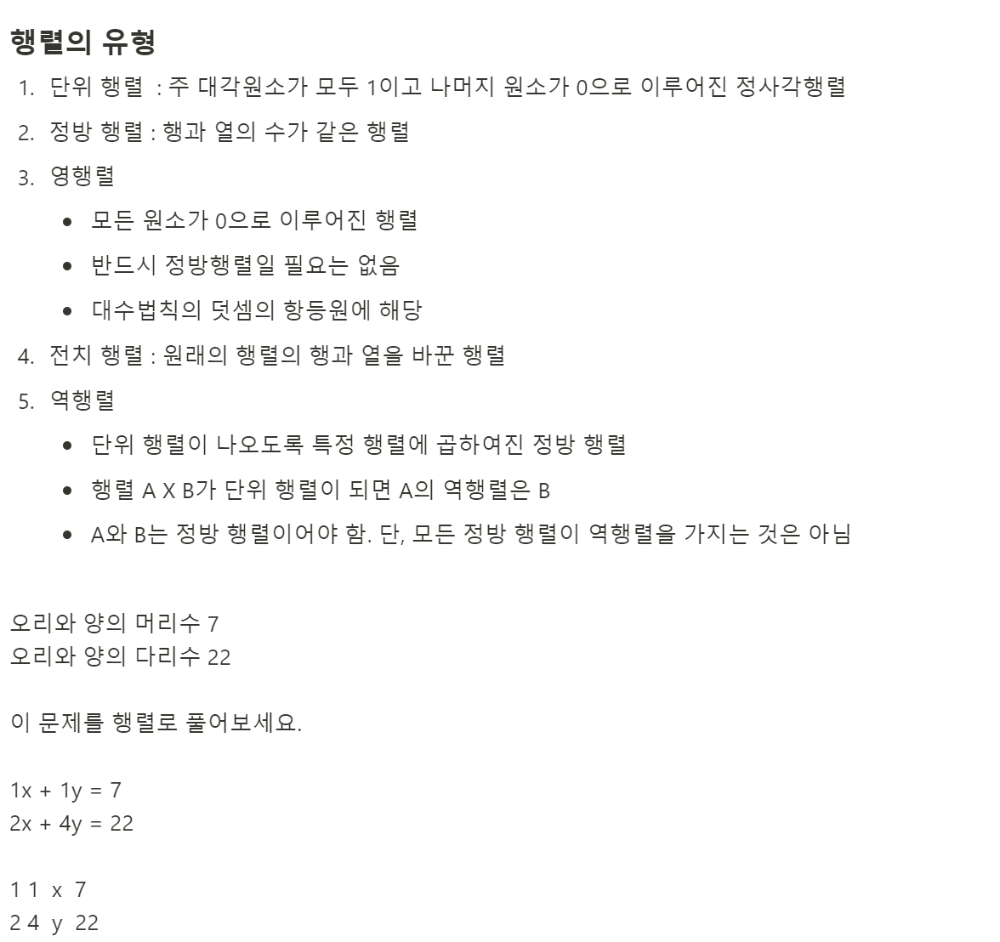 행렬의 유형
1. 단위 행렬 : 주 대각원소가 모두 1이고 나머지 원소가 0으로 이루어진 정사각행렬
2. 정방 행렬 : 행과 열의 수가 같은 행렬
3. 영행렬
• 모든 원소가 0으로 이루어진 행렬
• 반드시 정방행렬일 필요는 없음
• 대수법칙의 덧셈의 항등원에 해당
4. 전치 행렬 : 원래의 행렬의 행과 열을 바꾼 행렬
5. 역행렬
• 단위 행렬이 나오도록 특정 행렬에 곱하여진 정방 행렬
• 행렬 A X B가 단위 행렬이 되면 A의 역행렬은 B
• A와 B는 정방 행렬이어야 함. 단, 모든 정방 행렬이 역행렬을 가지는 것은 아님
오리와 양의 머리수 7
오리와 양의 다리수 22
이 문제를 행렬로 풀어보세요.
1x + 1y = 7
2x + 4y = 22
1 1 x 7
2 4 y 22